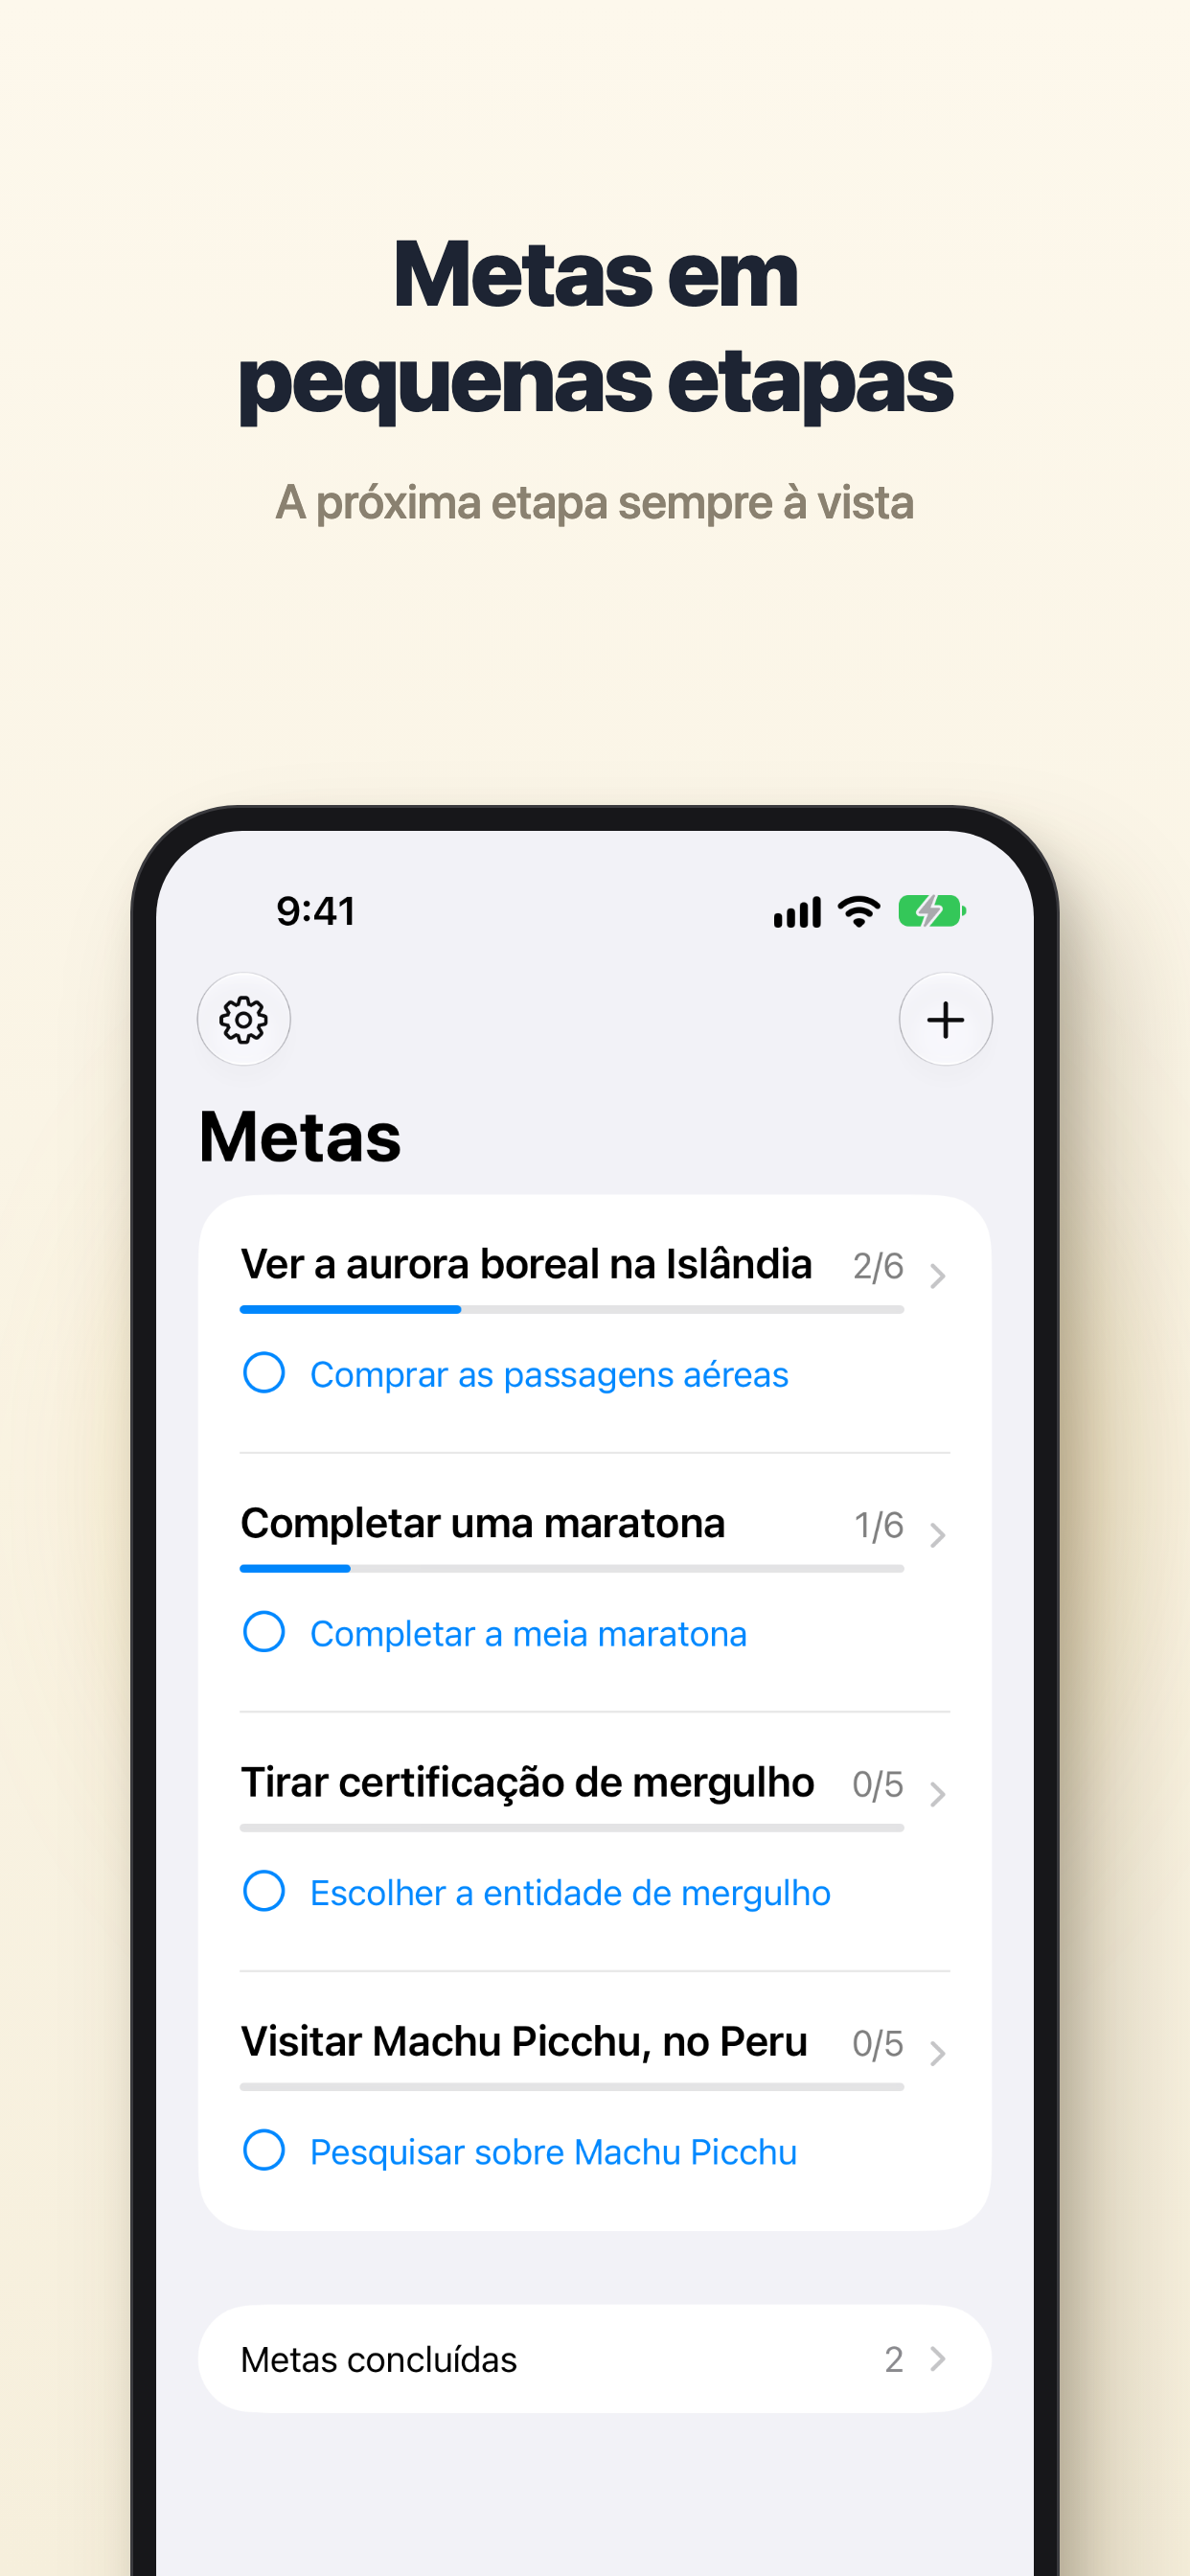 Metas em
pequenas etapas
A próxima etapa sempre à vista
9:41
Metas
Ver a aurora boreal na Islândia 2/6
Comprar as passagens aéreas
Completar uma maratona 1/6
Completar a meia maratona
Tirar certificação de mergulho 0/5
Escolher a entidade de mergulho
Visitar Machu Picchu, no Peru 0/5
Pesquisar sobre Machu Picchu
Metas concluídas 2